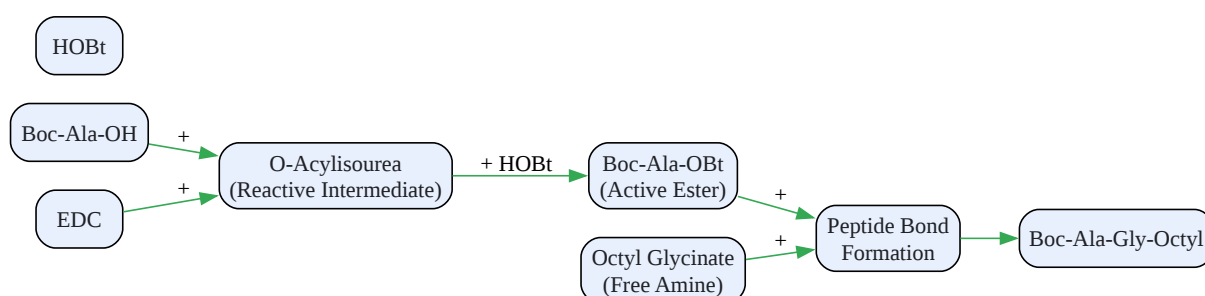 HOBt
Boc-Ala-OH
+
EDC
+
O-Acylisourea
(Reactive Intermediate)
+ HOBt
Boc-Ala-OBt
(Active Ester)
+
Octyl Glycinate
(Free Amine)
+
Peptide Bond
Formation
Boc-Ala-Gly-Octyl